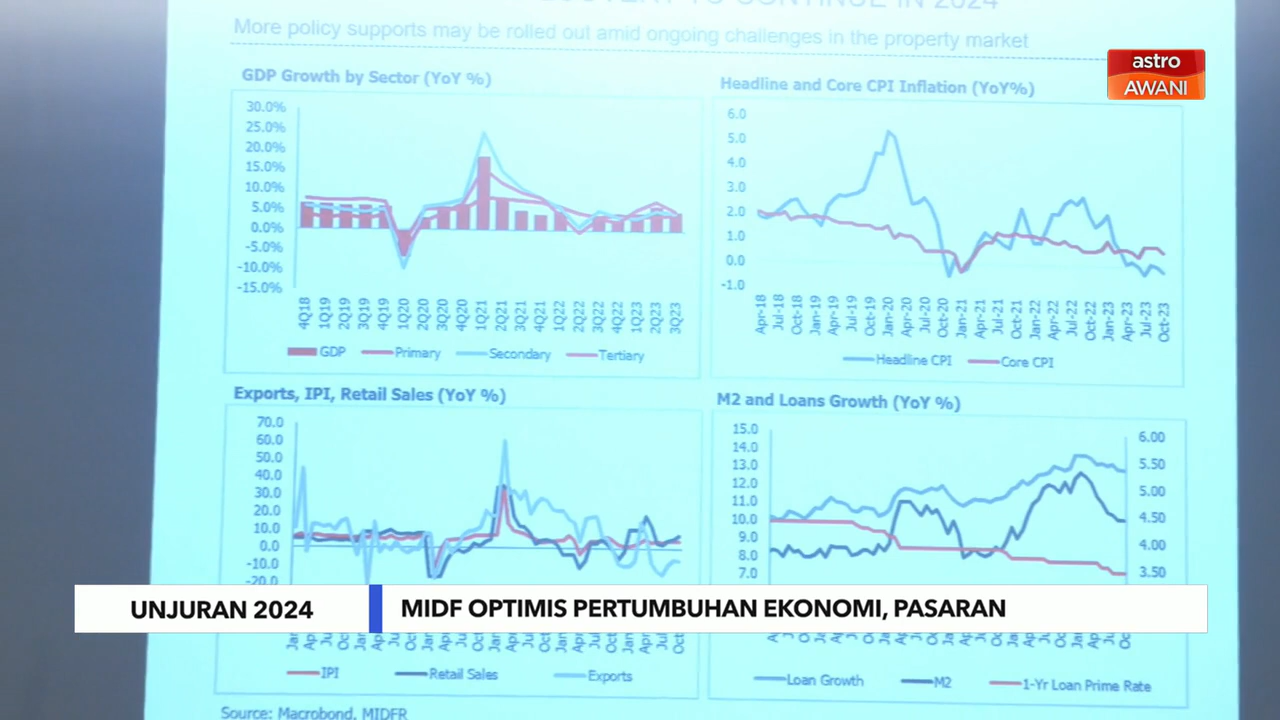 CONTINUE IN 2024
More policy supports may be rolled out amid ongoing challenges in the property market
astro
AWANI
GDP Growth by Sector (YoY %)
30.0%
25.0%
20.0%
15.0%
10.0%
5.0%
0.0%
-5.0%
-10.0%
-15.0%
4Q18 1Q19 2Q19 3Q19 4Q19 1Q20 2Q20 3Q20 4Q20 1Q21 2Q21 3Q21 4Q21 1Q22 2Q22 3Q22 4Q22 1Q23 2Q23 3Q23
GDP Primary Secondary Tertiary
Headline and Core CPI Inflation (YoY%)
6.0
5.0
4.0
3.0
2.0
1.0
0.0
-1.0
Apr-18 Jul-18 Oct-18 Jan-19 Apr-19 Jul-19 Oct-19 Jan-20 Apr-20 Jul-20 Oct-20 Jan-21 Apr-21 Jul-21 Oct-21 Jan-22 Apr-22 Jul-22 Oct-22 Jan-23 Apr-23 Jul-23 Oct-23
Headline CPI Core CPI
Exports, IPI, Retail Sales (YoY %)
70.0
60.0
50.0
40.0
30.0
20.0
10.0
0.0
-10.0
-20.0
IPI Retail Sales Exports
M2 and Loans Growth (YoY %)
15.0
14.0
13.0
12.0
11.0
10.0
9.0
8.0
7.0
6.00
5.50
5.00
4.50
4.00
3.50
Loan Growth M2 1-Yr Loan Prime Rate
UNJURAN 2024
MIDF OPTIMIS PERTUMBUHAN EKONOMI, PASARAN
Source: Macrobond, MIDFR